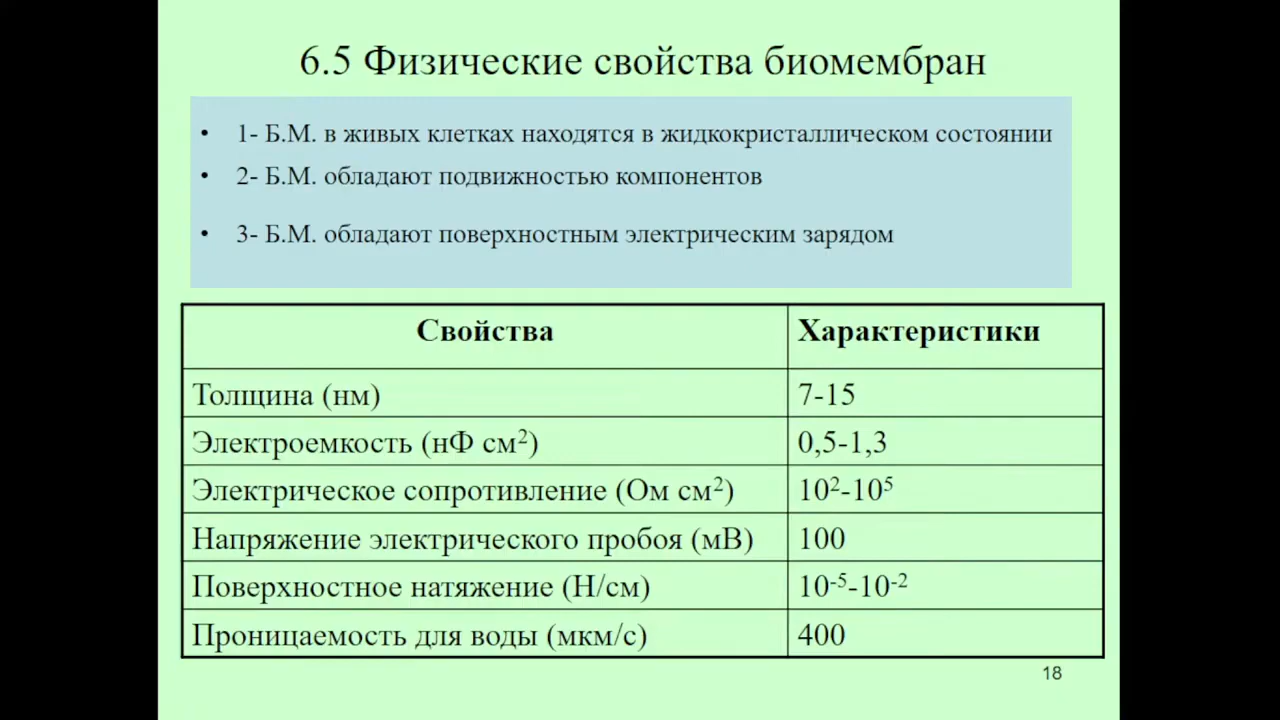 6.5 Физические свойства биомембран
• 1- Б.М. в живых клетках находятся в жидкокристаллическом состоянии
• 2- Б.М. обладают подвижностью компонентов
• 3- Б.М. обладают поверхностным электрическим зарядом
Свойства Характеристики
Толщина (нм) 7-15
Электроемкость (нФ см²) 0,5-1,3
Электрическое сопротивление (Ом см²) 10²-10⁵
Напряжение электрического пробоя (мВ) 100
Поверхностное натяжение (Н/см) 10⁻⁵-10⁻²
Проницаемость для воды (мкм/с) 400
18